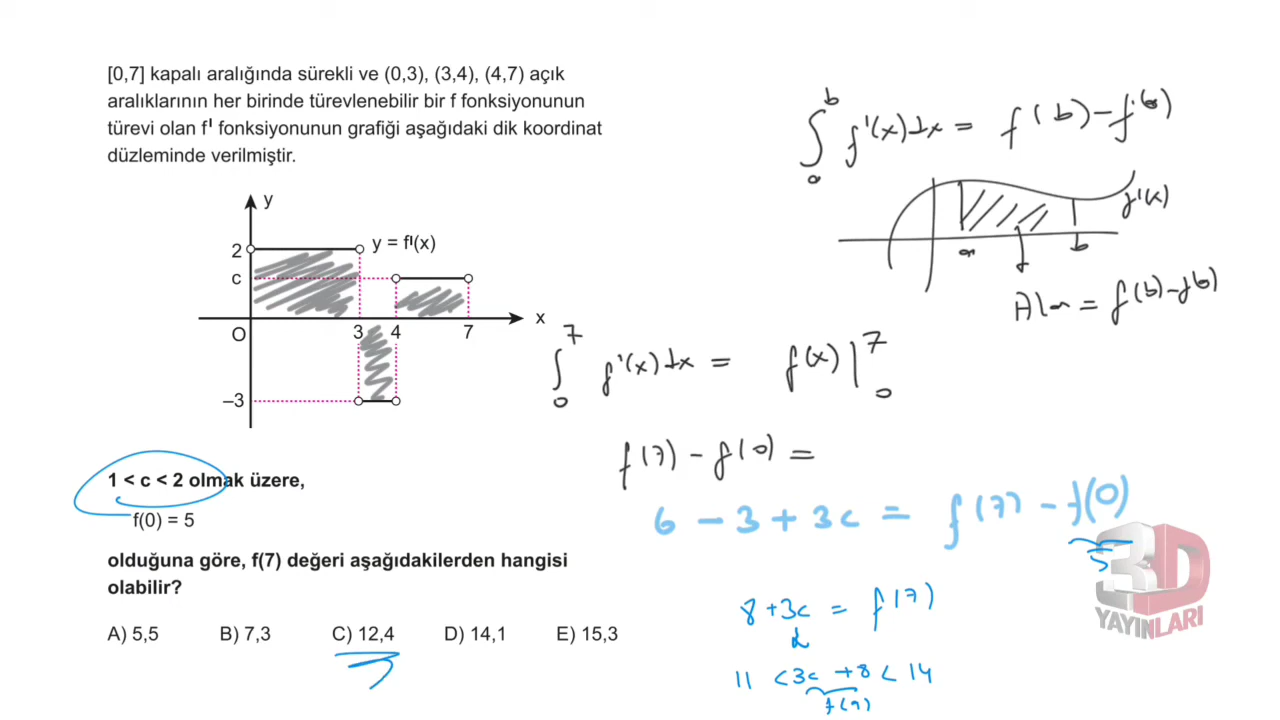 [0,7] kapalı aralığında sürekli ve (0,3), (3,4), (4,7) açık
aralıklarının her birinde türevlenebilir bir f fonksiyonunun
türevi olan fᴵ fonksiyonunun grafiği aşağıdaki dik koordinat
düzleminde verilmiştir.
y
2
y = fᴵ(x)
c
O
3
4
7
x
–3
1 < c < 2 olmak üzere,
f(0) = 5
olduğuna göre, f(7) değeri aşağıdakilerden hangisi
olabilir?
A) 5,5 B) 7,3 C) 12,4 D) 14,1 E) 15,3
∫ₐᵇ f'(x)dx = f(b) – f(a)
f'(x)
a
b
Alan = f(b) – f(a)
∫₀⁷ f'(x)dx = f(x) |₀⁷
f(7) – f(0) =
6 – 3 + 3c = f(7) – f(0)
5
8 + 3c = f(7)
11 < 3c + 8 < 14
f(7)
3D
YAYINLARI